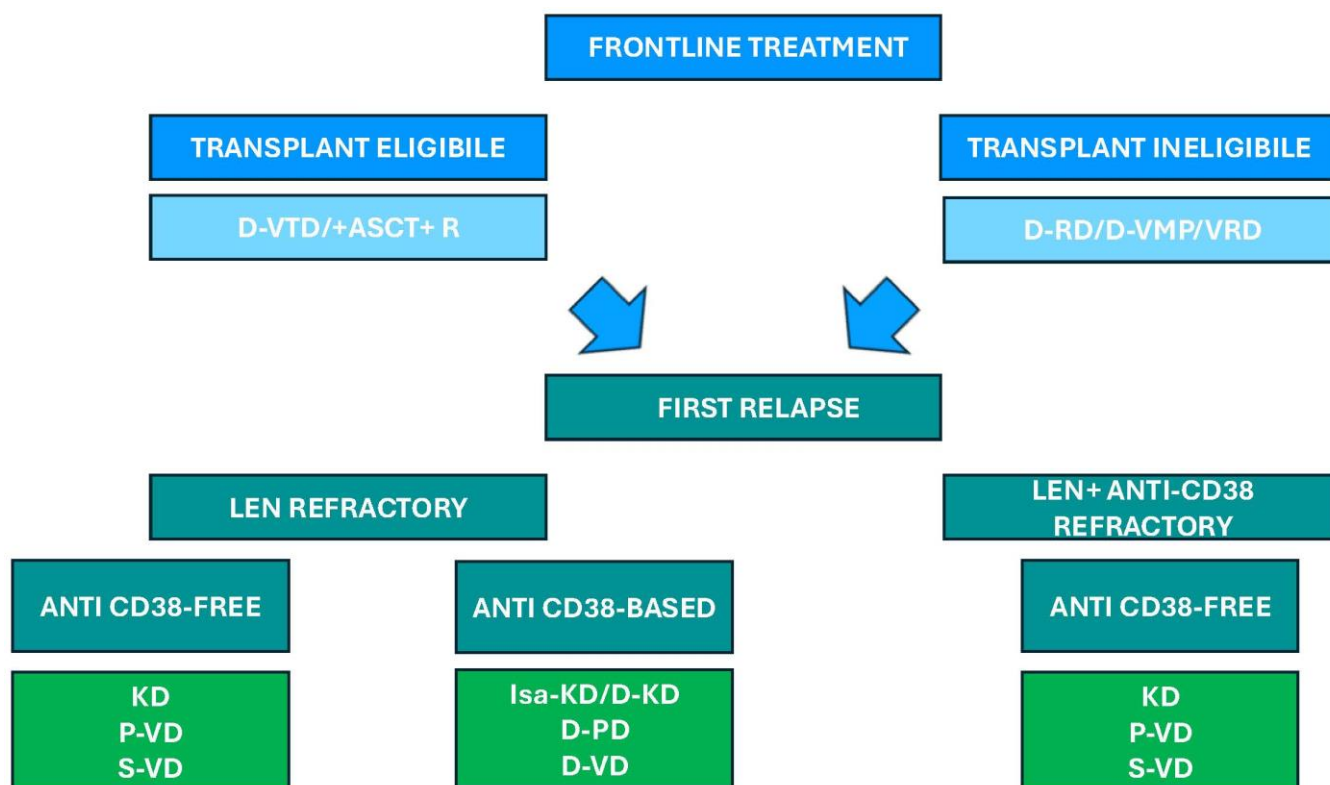 FRONTLINE TREATMENT
TRANSPLANT ELIGIBILE
TRANSPLANT INELIGIBILE
D-VTD/+ASCT+ R
D-RD/D-VMP/VRD
FIRST RELAPSE
LEN REFRACTORY
LEN+ ANTI-CD38
REFRACTORY
ANTI CD38-FREE
ANTI CD38-BASED
ANTI CD38-FREE
KD
P-VD
S-VD
Isa-KD/D-KD
D-PD
D-VD
KD
P-VD
S-VD